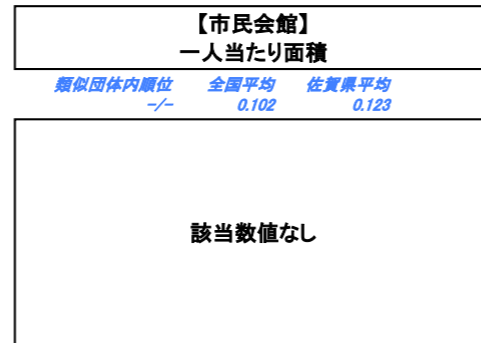 【市民会館】
一人当たり面積
類似団体内順位 全国平均 佐賀県平均
-/- 0.102 0.123
該当数値なし